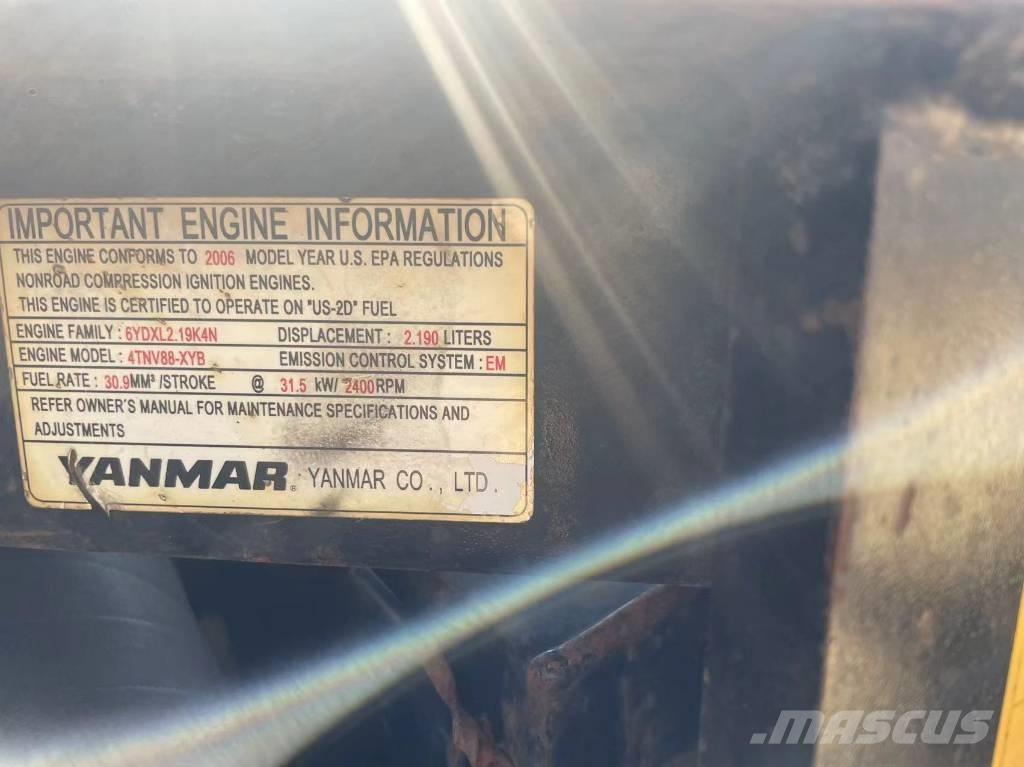 IMPORTANT ENGINE INFORMATION
THIS ENGINE CONFORMS TO 2006 MODEL YEAR U.S. EPA REGULATIONS
NONROAD COMPRESSION IGNITION ENGINES.
THIS ENGINE IS CERTIFIED TO OPERATE ON "US-2D" FUEL
ENGINE FAMILY : 6YDXL2.19K4N DISPLACEMENT : 2.190 LITERS
ENGINE MODEL : 4TNV88-XYB EMISSION CONTROL SYSTEM : EM
FUEL RATE : 30.9MM³ /STROKE @ 31.5 kW/ 2400RPM
REFER OWNER'S MANUAL FOR MAINTENANCE SPECIFICATIONS AND
ADJUSTMENTS
YANMAR® YANMAR CO., LTD.
MASCUS